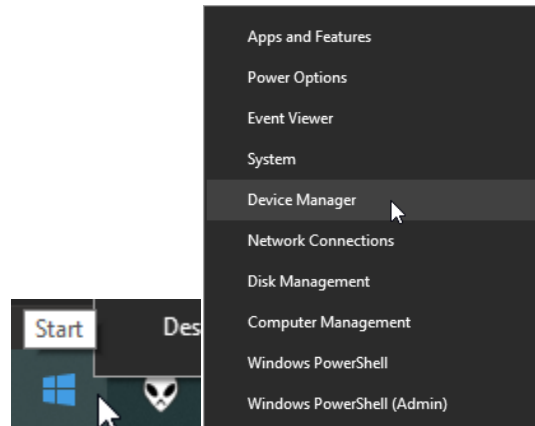 Apps and Features
Power Options
Event Viewer
System
Device Manager
Network Connections
Disk Management
Computer Management
Windows PowerShell
Windows PowerShell (Admin)
Start
Des